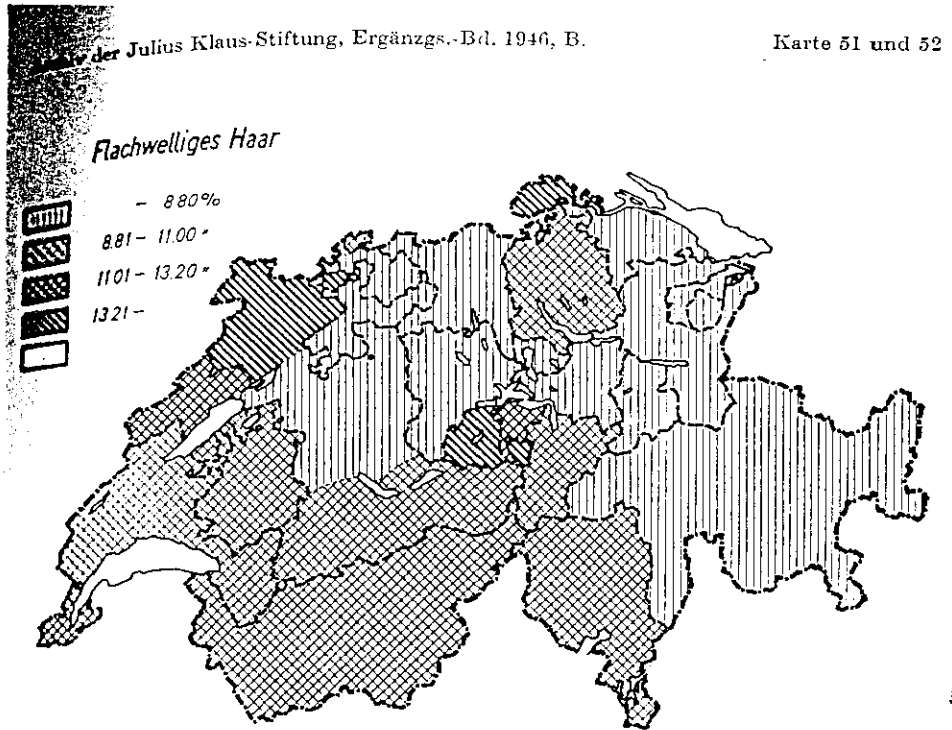 Archiv der Julius Klaus-Stiftung, Ergänzgs.-Bd. 1946, B.
Karte 51 und 52
Flachwelliges Haar
- 8.80%
8.81 - 11.00 "
11.01 - 13.20 "
13.21 -